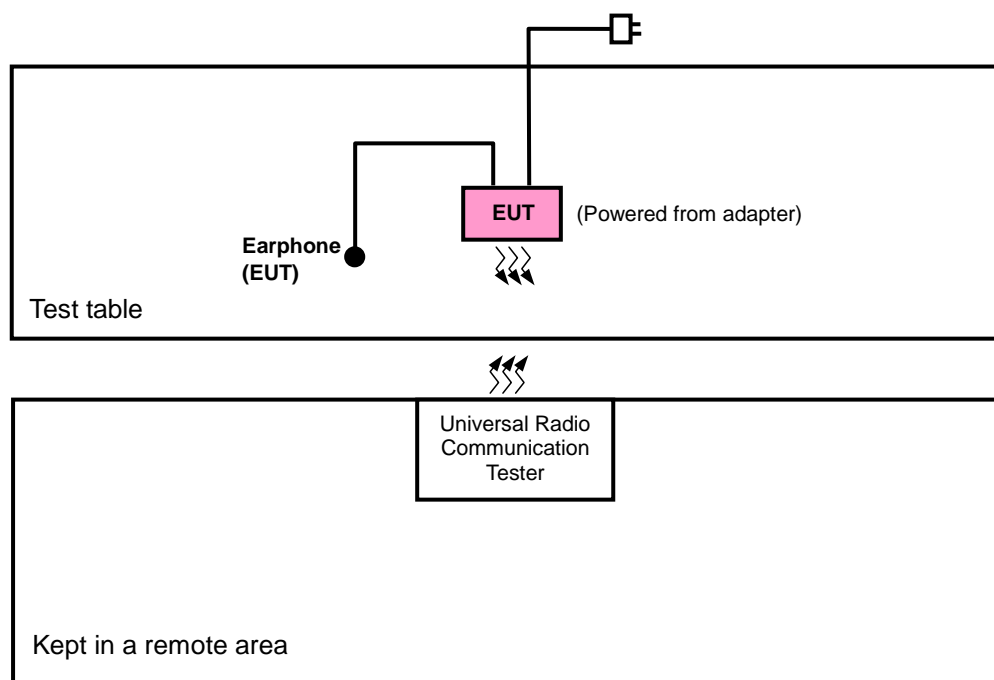 EUT
(Powered from adapter)
Earphone
(EUT)
Test table
Universal Radio
Communication
Tester
Kept in a remote area